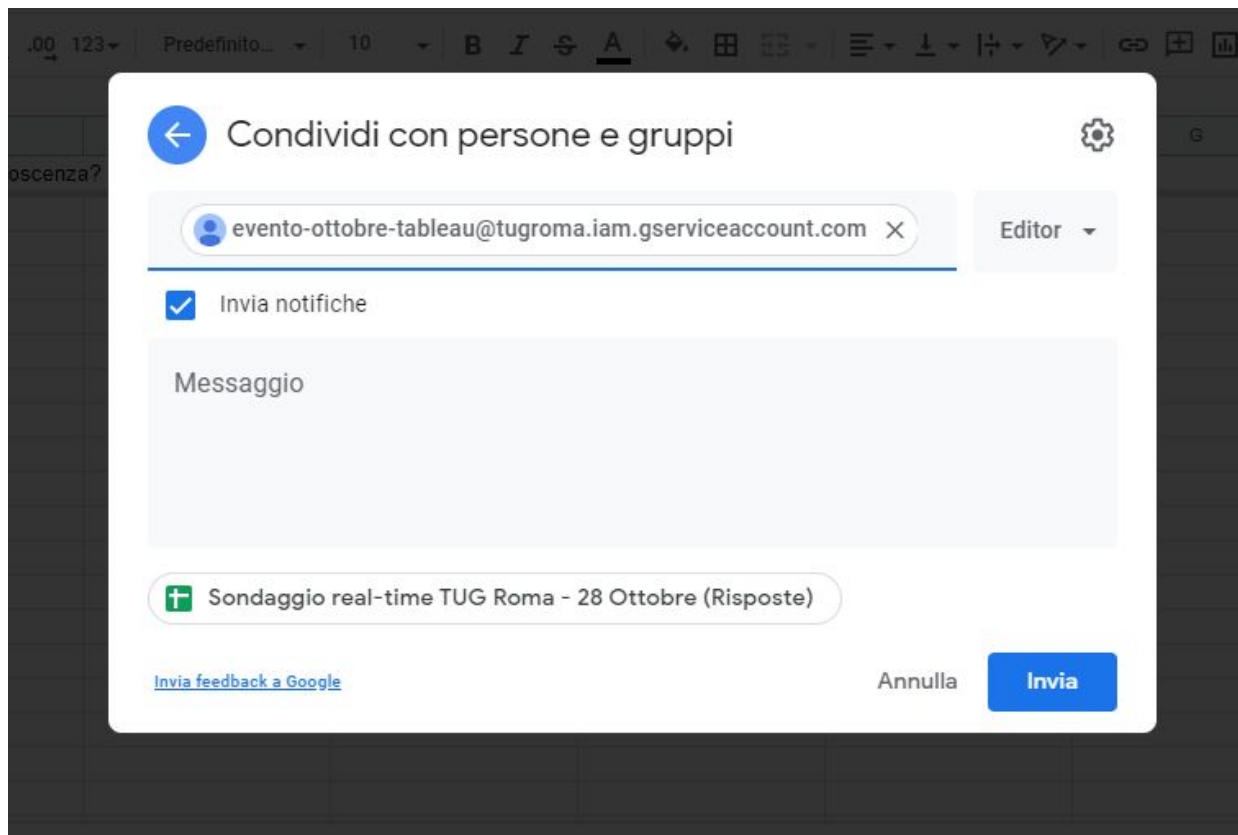 .00 123 Predefinito... 10 B I S A
G
oscenza?
Condividi con persone e gruppi
evento-ottobre-tableau@tugroma.iam.gserviceaccount.com
Editor
Invia notifiche
Messaggio
Sondaggio real-time TUG Roma - 28 Ottobre (Risposte)
Invia feedback a Google
Annulla
Invia